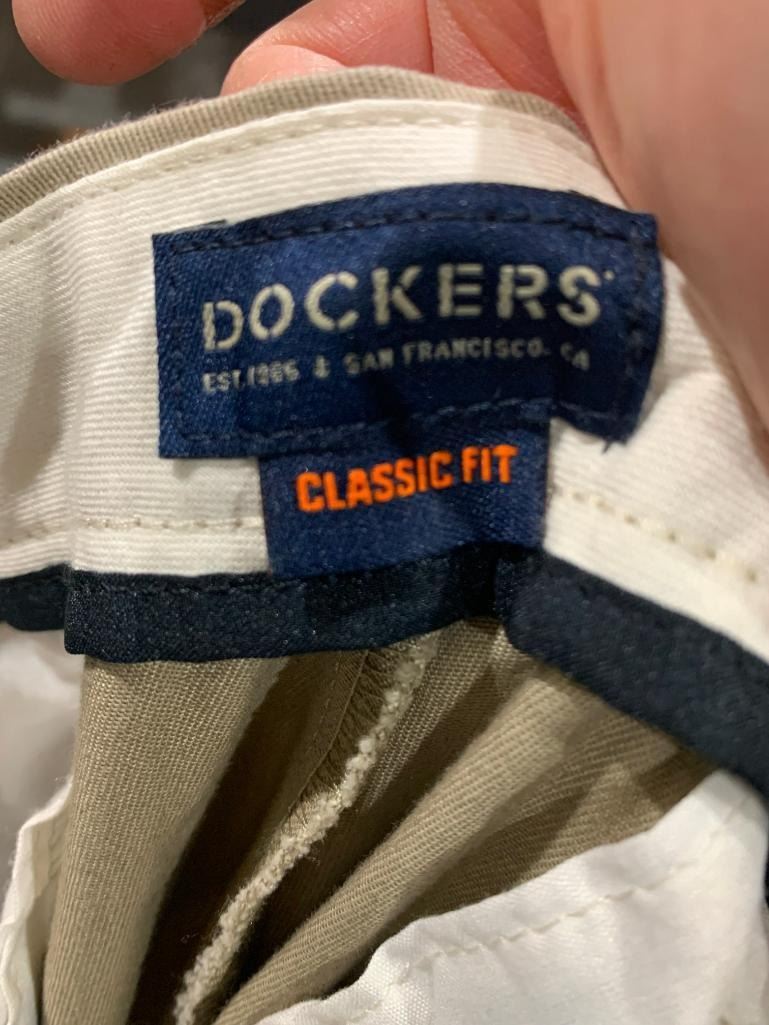 DOCKERS
EST. 1986 & SAN FRANCISCO. CA
CLASSIC FIT